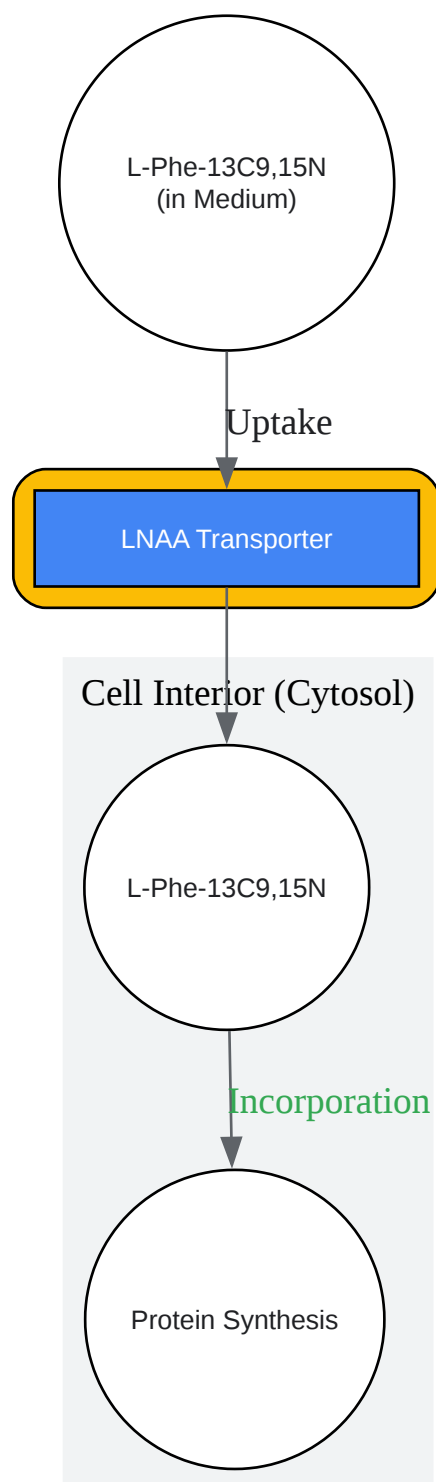 L-Phe-13C9,15N
(in Medium)
Uptake
LNAA Transporter
Cell Interior (Cytosol)
L-Phe-13C9,15N
Incorporation
Protein Synthesis